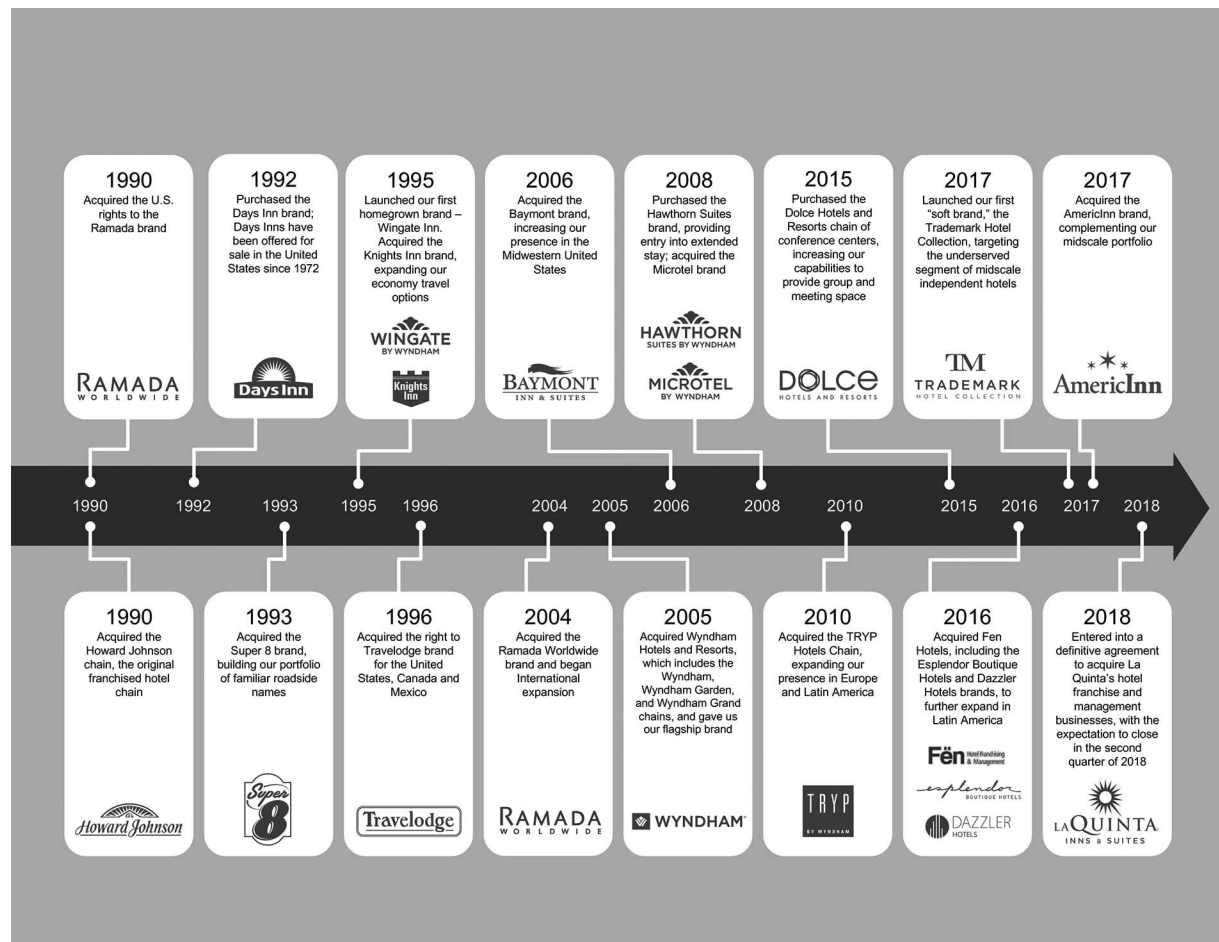 1990
Acquired the U.S.
rights to the
Ramada brand
RAMADA
WORLDWIDE
1992
Purchased the
Days Inn brand;
Days Inns have
been offered for
sale in the United
States since 1972
Days Inn
1995
Launched our first
homegrown brand –
Wingate Inn.
Acquired the
Knights Inn brand,
expanding our
economy travel
options
WINGATE
BY WYNDHAM
Knights
Inn
2006
Acquired the
Baymont brand,
increasing our
presence in the
Midwestern United
States
BAYMONT
INN & SUITES
2008
Purchased the
Hawthorn Suites
brand, providing
entry into extended
stay; acquired the
Microtel brand
HAWTHORN
SUITES BY WYNDHAM
MICROTEL
BY WYNDHAM
2015
Purchased the
Dolce Hotels and
Resorts chain of
conference centers,
increasing our
capabilities to
provide group and
meeting space
DOLCE
HOTELS AND RESORTS
2017
Launched our first
“soft brand,” the
Trademark Hotel
Collection, targeting
the underserved
segment of midscale
independent hotels
TM
TRADEMARK
HOTEL COLLECTION
2017
Acquired the
AmericInn brand,
complementing our
midscale portfolio
AmericInn
1990 1992 1993 1995 1996 2004 2005 2006 2008 2010 2015 2016 2017 2018
1990
Acquired the
Howard Johnson
chain, the original
franchised hotel
chain
Howard Johnson
1993
Acquired the
Super 8 brand,
building our portfolio
of familiar roadside
names
Super
8
1996
Acquired the right to
Travelodge brand
for the United
States, Canada and
Mexico
Travelodge
2004
Acquired the
Ramada Worldwide
brand and began
International
expansion
RAMADA
WORLDWIDE
2005
Acquired Wyndham
Hotels and Resorts,
which includes the
Wyndham,
Wyndham Garden,
and Wyndham Grand
chains, and gave us
our flagship brand
WYNDHAM
2010
Acquired the TRYP
Hotels Chain,
expanding our
presence in Europe
and Latin America
TRYP
BY WYNDHAM
2016
Acquired Fen
Hotels, including the
Esplendor Boutique
Hotels and Dazzler
Hotels brands, to
further expand in
Latin America
Fën Hotel Franchising
& Management
esplendor
BOUTIQUE HOTELS
DAZZLER
HOTELS
2018
Entered into a
definitive agreement
to acquire La
Quinta’s hotel
franchise and
management
businesses, with the
expectation to close
in the second
quarter of 2018
LAQUINTA
INNS & SUITES